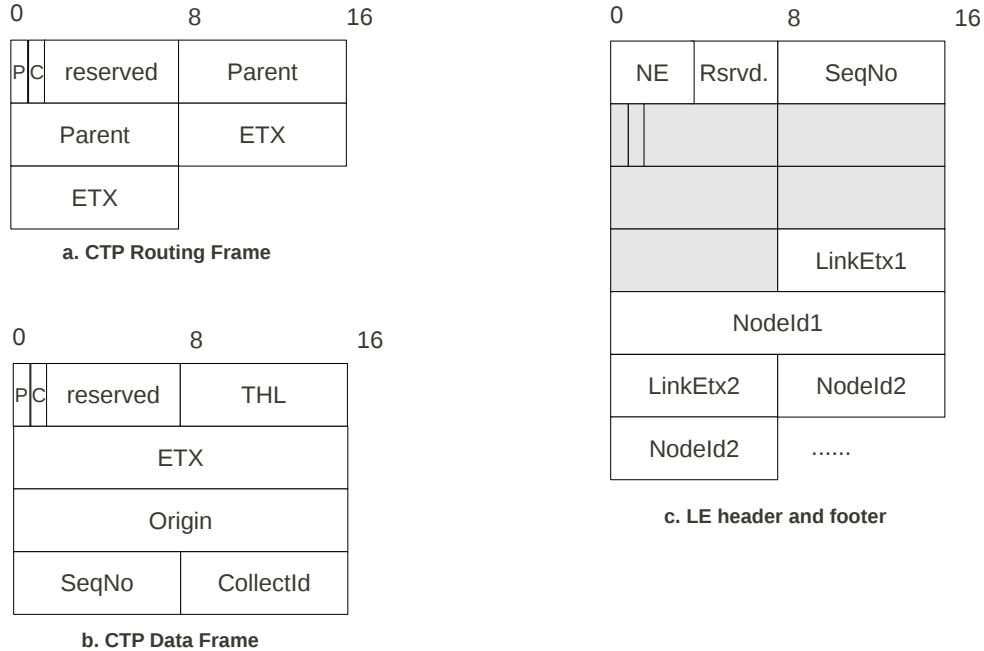 0 8 16
P C reserved Parent
Parent ETX
ETX
a. CTP Routing Frame
0 8 16
P C reserved THL
ETX
Origin
SeqNo CollectId
b. CTP Data Frame
0 8 16
NE Rsrvd. SeqNo
LinkEtx1
NodeId1
LinkEtx2 NodeId2
NodeId2 ......
c. LE header and footer